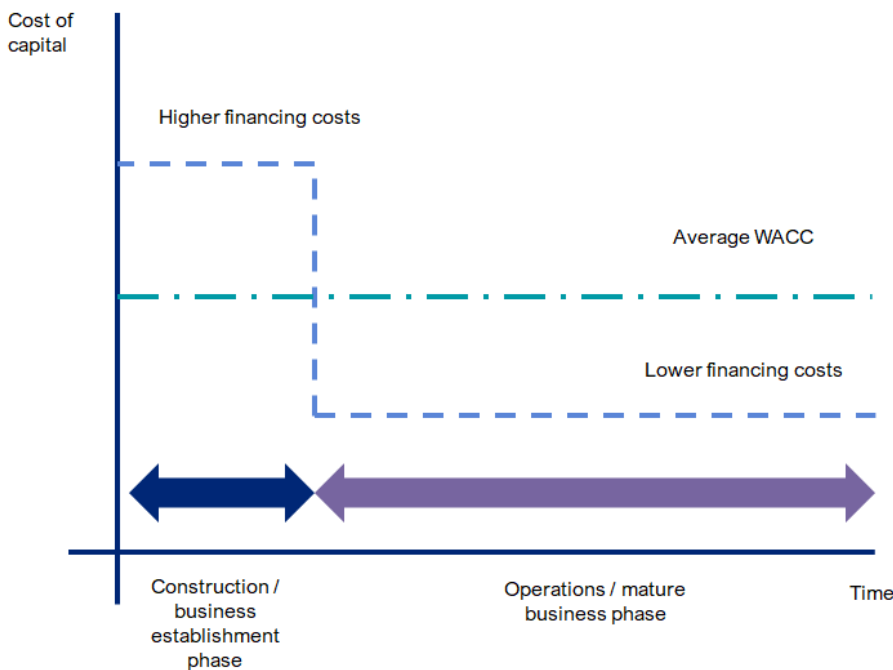 Cost of
capital
Higher financing costs
Average WACC
Lower financing costs
Construction /
business
establishment
phase
Operations / mature
business phase
Time